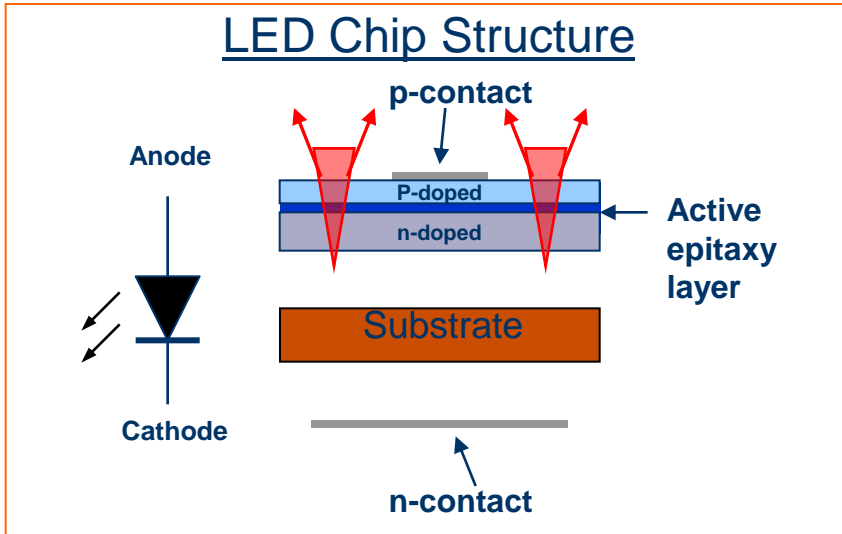 LED Chip Structure
p-contact
Anode
P-doped
n-doped
Active
epitaxy
layer
Substrate
Cathode
n-contact